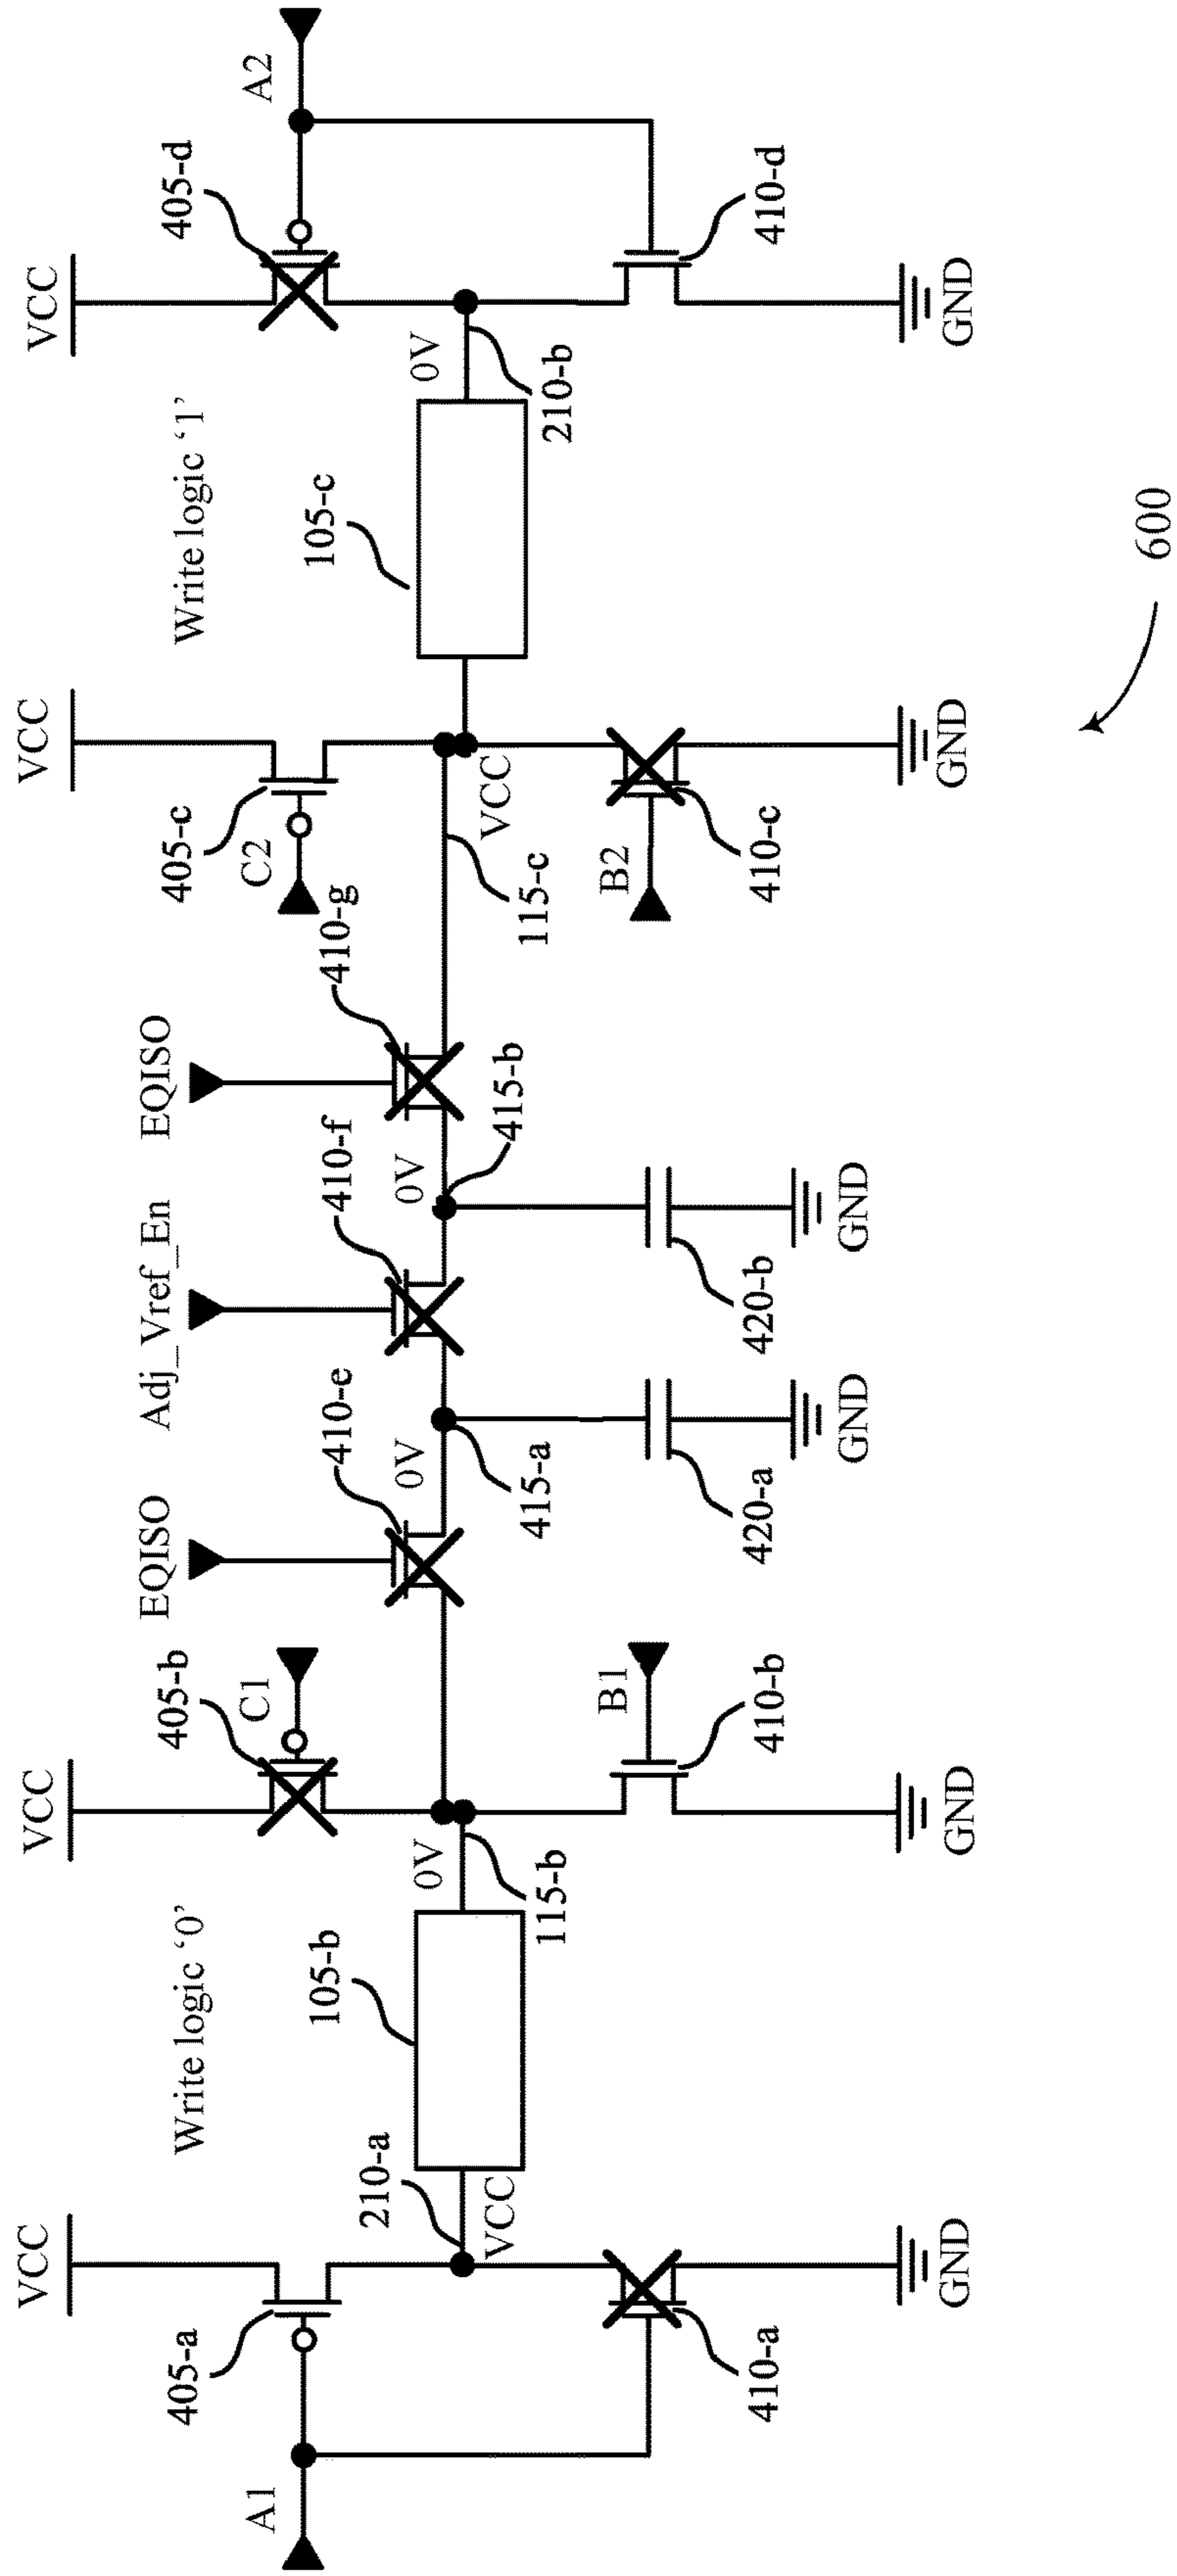 VCC
VCC
VCC
VCC
Write logic ‘0’
EQISO
Adj_Vref_En
EQISO
Write logic ‘1’
A1
405-a
210-a
VCC
105-b
0V
405-b
C1
410-e
0V
410-f
0V
410-g
405-c
C2
VCC
105-c
0V
405-d
A2
115-b
415-a
415-b
115-c
210-b
410-a
B1
410-b
420-a
420-b
B2
410-c
410-d
GND
GND
GND
GND
GND
GND
600